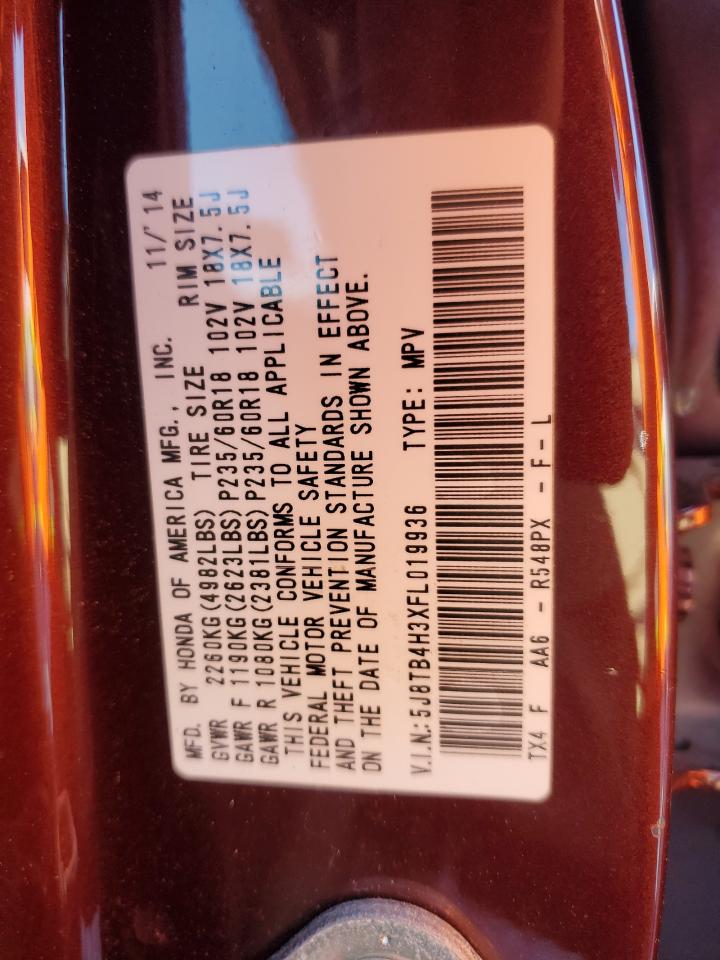 MFD. BY HONDA OF AMERICA MFG., INC. 11/'14
GVWR 2260KG(4982LBS) TIRE SIZE RIM SIZE
GAWR F 1190KG(2623LBS) P235/60R18 102V 18X7.5J
GAWR R 1080KG(2381LBS) P235/60R18 102V 18X7.5J
THIS VEHICLE CONFORMS TO ALL APPLICABLE
FEDERAL MOTOR VEHICLE SAFETY
AND THEFT PREVENTION STANDARDS IN EFFECT
ON THE DATE OF MANUFACTURE SHOWN ABOVE.
V.I.N.: 5J8TB4H3XFL019936 TYPE: MPV
TX4 F AA6 - R548PX - F - L